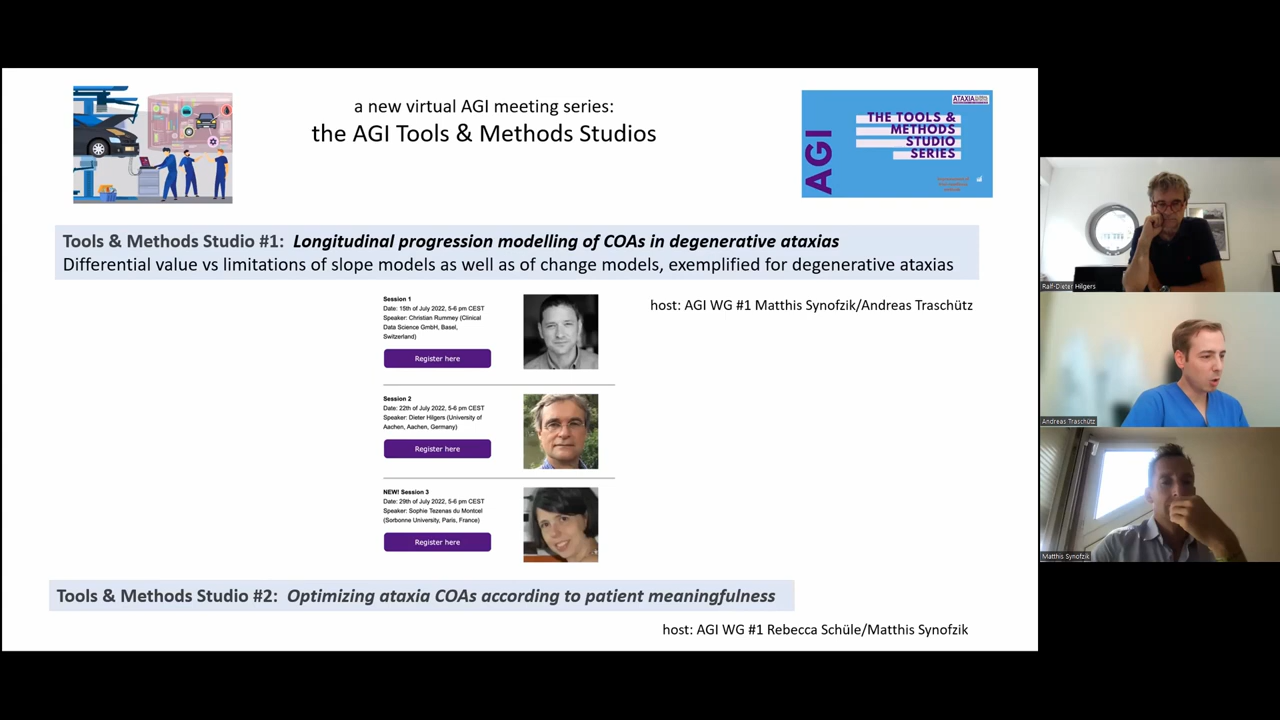 a new virtual AGI meeting series:
the AGI Tools & Methods Studios
AGI
ATAXIA
THE TOOLS &
METHODS
STUDIO
SERIES
Tools & Methods Studio #1: Longitudinal progression modelling of COAs in degenerative ataxias
Differential value vs limitations of slope models as well as of change models, exemplified for degenerative ataxias
host: AGI WG #1 Matthis Synofzik/Andreas Traschütz
Session 1
Date: 15th of July 2022, 5-6 pm CEST
Speaker: Christian Rummey (Clinical
Data Science GmbH, Basel,
Switzerland)
Register here
Session 2
Date: 22th of July 2022, 5-6 pm CEST
Speaker: Dieter Hilgers (University of
Aachen, Aachen, Germany)
Register here
NEW! Session 3
Date: 29th of July 2022, 5-6 pm CEST
Speaker: Sophie Tezenas du Montcel
(Sorbonne University, Paris, France)
Register here
Tools & Methods Studio #2: Optimizing ataxia COAs according to patient meaningfulness
host: AGI WG #1 Rebecca Schüle/Matthis Synofzik
Ralf-Dieter Hilgers
Andreas Traschütz
Matthis Synofzik